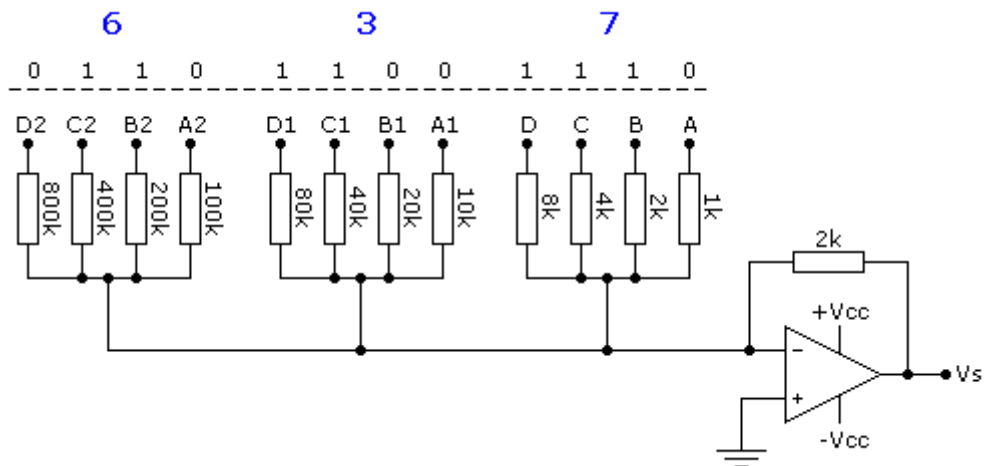 6 3 7
0 1 1 0 1 1 0 0 1 1 1 0
D2 C2 B2 A2 D1 C1 B1 A1 D C B A
800k 400k 200k 100k 80k 40k 20k 10k 8k 4k 2k 1k
2k
+Vcc
-
Vs
+
-Vcc